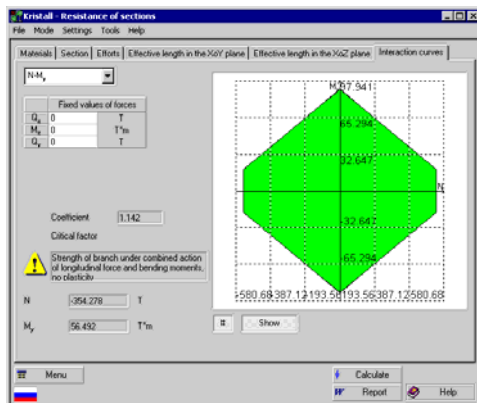 Kristall - Resistance of sections
File Mode Settings Tools Help
Materials Section Efforts Effective length in the XoY plane Effective length in the XoZ plane Interaction curves
N-My
Fixed values of forces
Qz 0 T
0 T*m
0 T
Coefficient 1.142
Critical factor
Strength of branch under combined action
of longitudinal force and bending moments,
no plasticity
N -354.278 T
My 56.492 T*m
97.941
65.294
32.647
N
-32.647
-65.294
-580.68 -387.12 -193.56 193.56 387.12 580.68
Show
Menu
Calculate
Report
Help